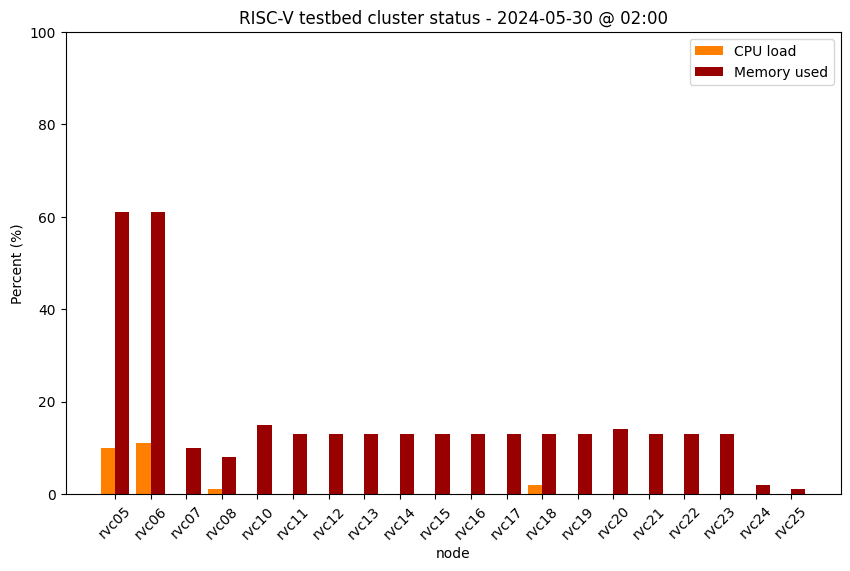 RISC-V testbed cluster status - 2024-05-30 @ 02:00
CPU load
Memory used
Percent (%)
100
80
60
40
20
0
rvc05 rvc06 rvc07 rvc08 rvc10 rvc11 rvc12 rvc13 rvc14 rvc15 rvc16 rvc17 rvc18 rvc19 rvc20 rvc21 rvc22 rvc23 rvc24 rvc25
node